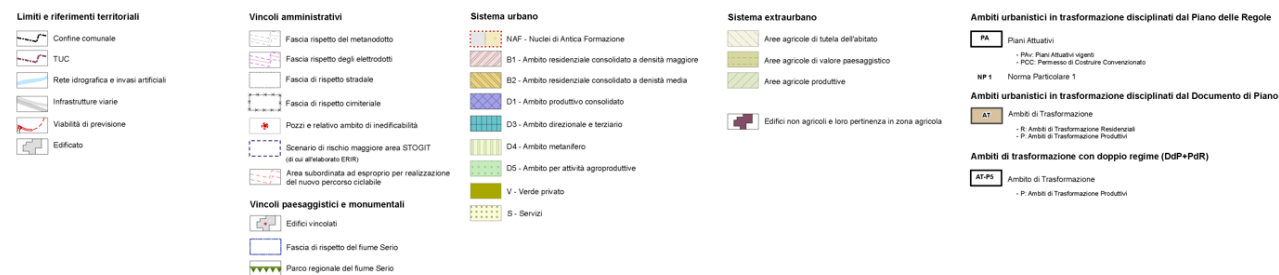 Limiti e riferimenti territoriali
Confine comunale
TUC
Rete idrografica e invasi artificiali
Infrastrutture viarie
Viabilità di previsione
Edificato
Vincoli amministrativi
Fascia rispetto del metanodotto
Fascia rispetto degli elettrodotti
Fascia di rispetto stradale
Fascia di rispetto cimiteriale
Pozzi e relativo ambito di inedificabilità
Scenario di rischio maggiore area STOGIT
(di cui all'elaborato ERIR)
Area subordinata ad esproprio per realizzazione
del nuovo percorso ciclabile
Vincoli paesaggistici e monumentali
Edifici vincolati
Fascia di rispetto del fiume Serio
Parco regionale del fiume Serio
Sistema urbano
NAF - Nuclei di Antica Formazione
B1 - Ambito residenziale consolidato a densità maggiore
B2 - Ambito residenziale consolidato a denistà media
D1 - Ambito produttivo consolidato
D3 - Ambito direzionale e terziario
D4 - Ambito metanifero
D5 - Ambito per attività agroproduttive
V - Verde privato
S - Servizi
Sistema extraurbano
Aree agricole di tutela dell'abitato
Aree agricole di valore paesaggistico
Aree agricole produttive
Edifici non agricoli e loro pertinenza in zona agricola
Ambiti urbanistici in trasformazione disciplinati dal Piano delle Regole
PA Piani Attuativi
- PAv: Piani Attuativi vigenti
- PCC: Permesso di Costruire Convenzionato
NP 1 Norma Particolare 1
Ambiti urbanistici in trasformazione disciplinati dal Documento di Piano
AT Ambiti di Trasformazione
- R: Ambiti di Trasformazione Residenziali
- P: Ambiti di Trasformazione Produttivi
Ambiti di trasformazione con doppio regime (DdP+PdR)
AT-P5 Ambito di Trasformazione
- P: Ambiti di Trasformazione Produttivi